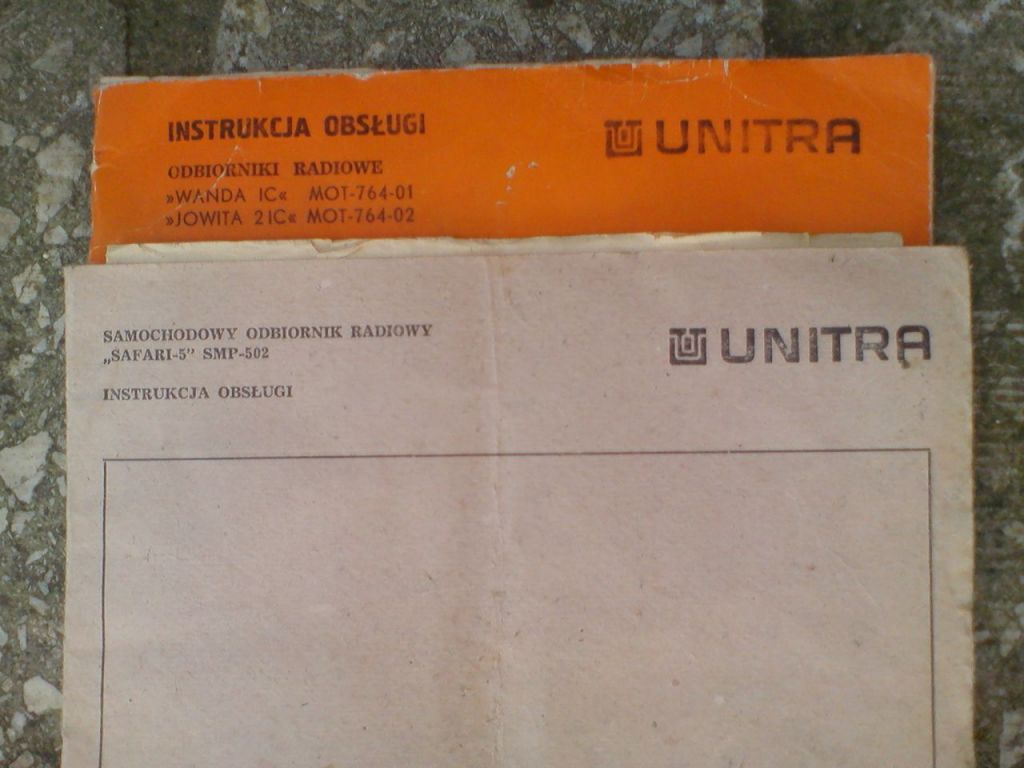 INSTRUKCJA OBSŁUGI
UNITRA
ODBIORNIKI RADIOWE
»WANDA IC« MOT-764-01
»JOWITA 2IC« MOT-764-02
SAMOCHODOWY ODBIORNIK RADIOWY
„SAFARI-5” SMP-502
UNITRA
INSTRUKCJA OBSŁUGI